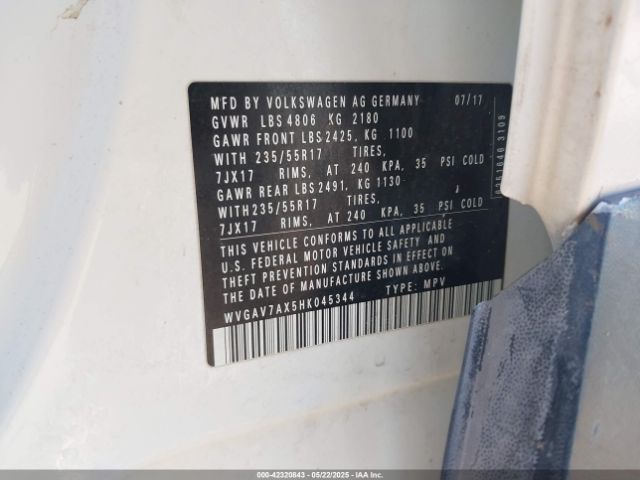 MFD BY VOLKSWAGEN AG GERMANY 07/17
GVWR LBS 4806 KG 2180
GAWR FRONT LBS 2425, KG 1100
WITH 235/55R17 TIRES,
7JX17 RIMS, AT 240 KPA, 35 PSI COLD
GAWR REAR LBS 2491, KG 1130
WITH 235/55R17 TIRES,
7JX17 RIMS, AT 240 KPA, 35 PSI COLD
THIS VEHICLE CONFORMS TO ALL APPLICABLE
U.S. FEDERAL MOTOR VEHICLE SAFETY AND
THEFT PREVENTION STANDARDS IN EFFECT ON
THE DATE OF MANUFACTURE SHOWN ABOVE.
WVGAV7AX5HK045344 TYPE: MPV
000-42320843 - 05/22/2025 - Copyright © IAA, Inc.